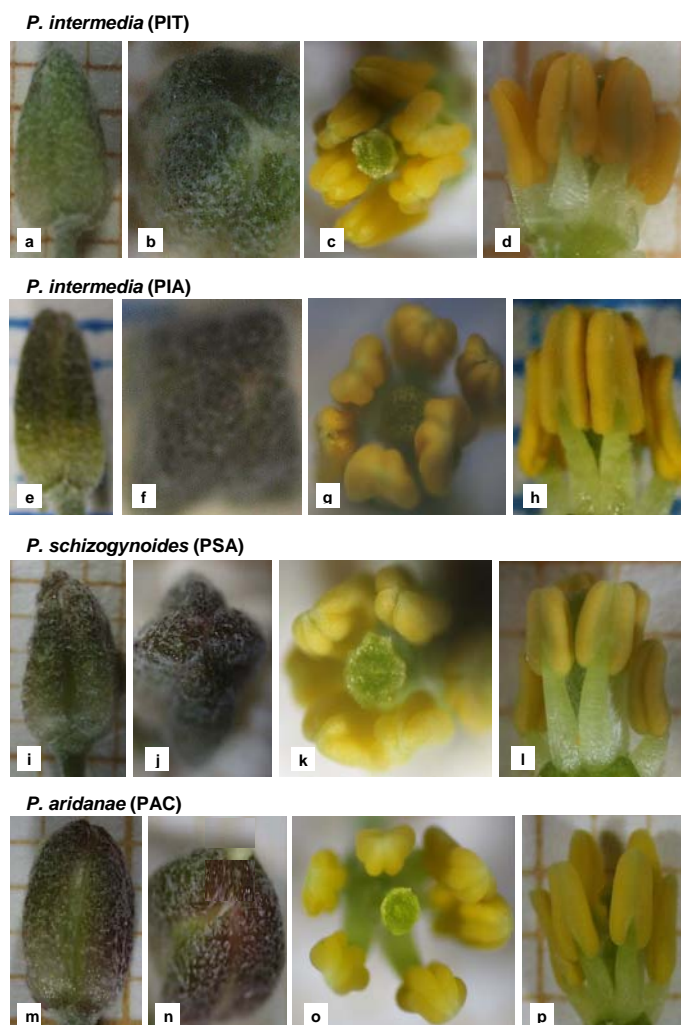 P. intermedia (PIT)
a b c d
P. intermedia (PIA)
e f g h
P. schizogynoides (PSA)
i j k l
P. aridanae (PAC)
m n o p